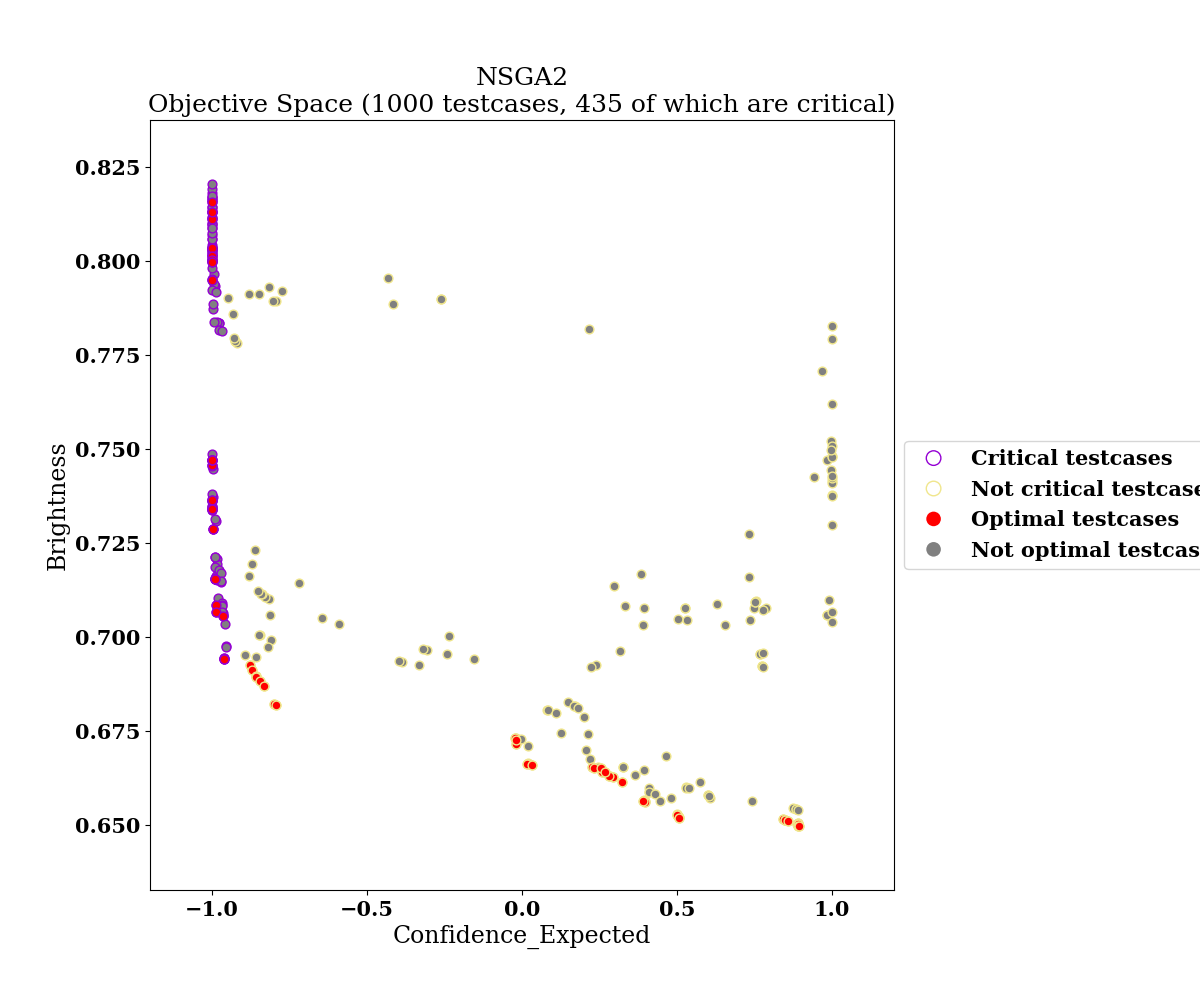 NSGA2
Objective Space (1000 testcases, 435 of which are critical)
0.825
0.800
0.775
0.750
0.725
0.700
0.675
0.650
Brightness
−1.0
−0.5
0.0
0.5
1.0
Confidence_Expected
Critical testcases
Not critical testcase
Optimal testcases
Not optimal testcas